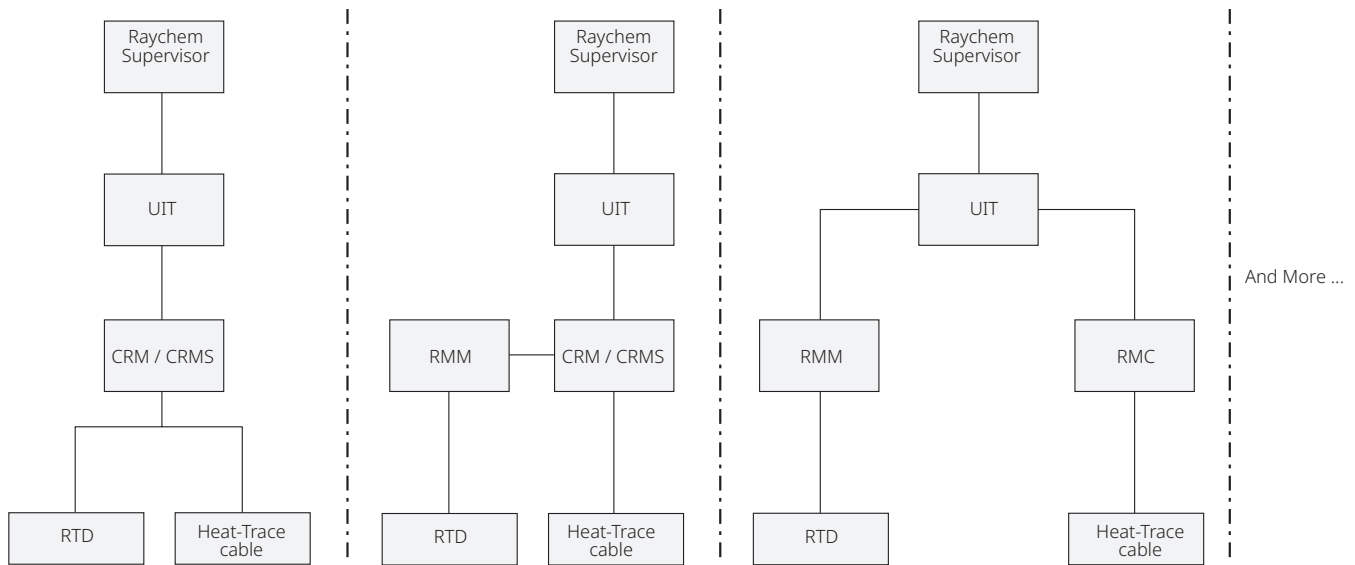 Raychem
Supervisor
UIT
CRM / CRMS
RTD
Heat-Trace
cable
Raychem
Supervisor
UIT
RMM
CRM / CRMS
RTD
Heat-Trace
cable
Raychem
Supervisor
UIT
RMM
RMC
RTD
Heat-Trace
cable
And More ...